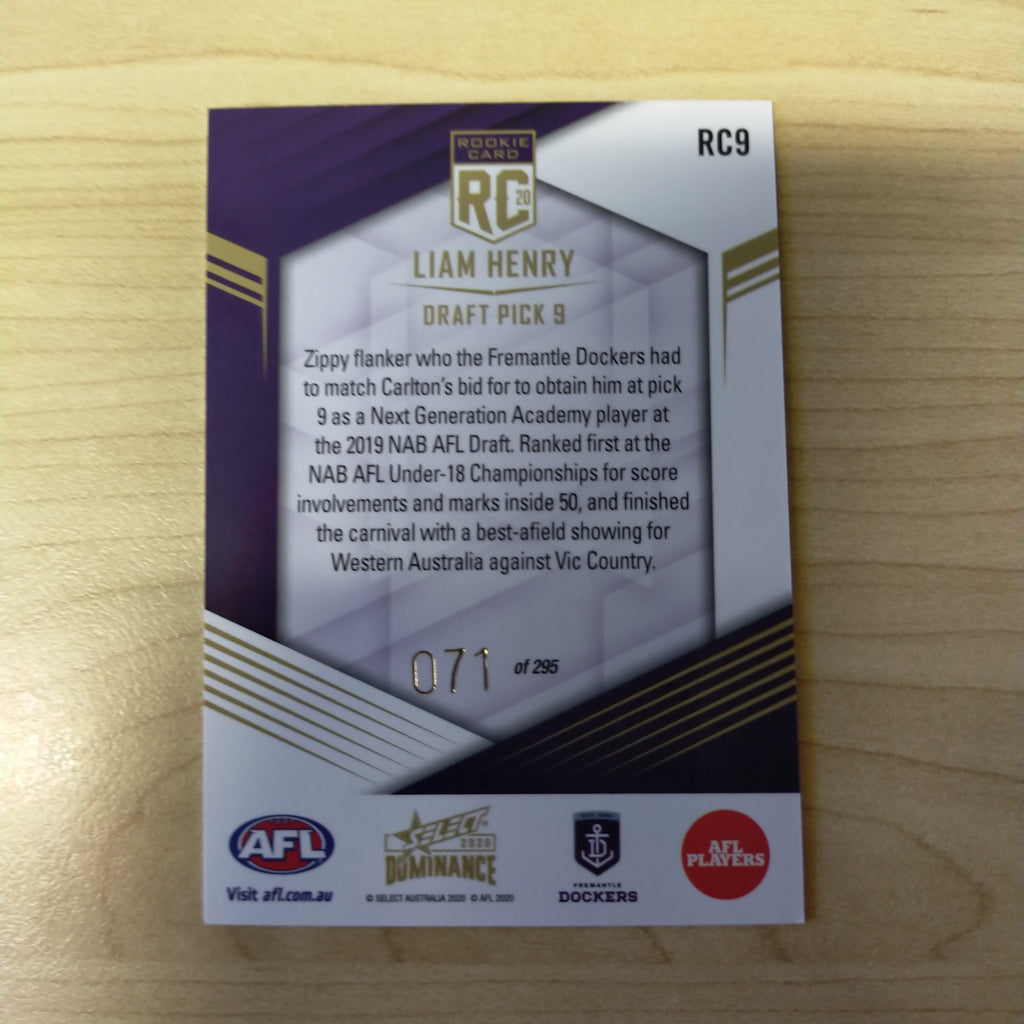 RC9
ROOKIE
CARD
RC
20
LIAM HENRY
DRAFT PICK 9
Zippy flanker who the Fremantle Dockers had
to match Carlton's bid for to obtain him at pick
9 as a Next Generation Academy player at
the 2019 NAB AFL Draft. Ranked first at the
NAB AFL Under-18 Championships for score
involvements and marks inside 50, and finished
the carnival with a best-afield showing for
Western Australia against Vic Country.
071 of 295
AFL
Visit afl.com.au
SELECT
2020
DOMINANCE
© SELECT AUSTRALIA 2020 © AFL 2020
FREMANTLE
DOCKERS
AFL
PLAYERS